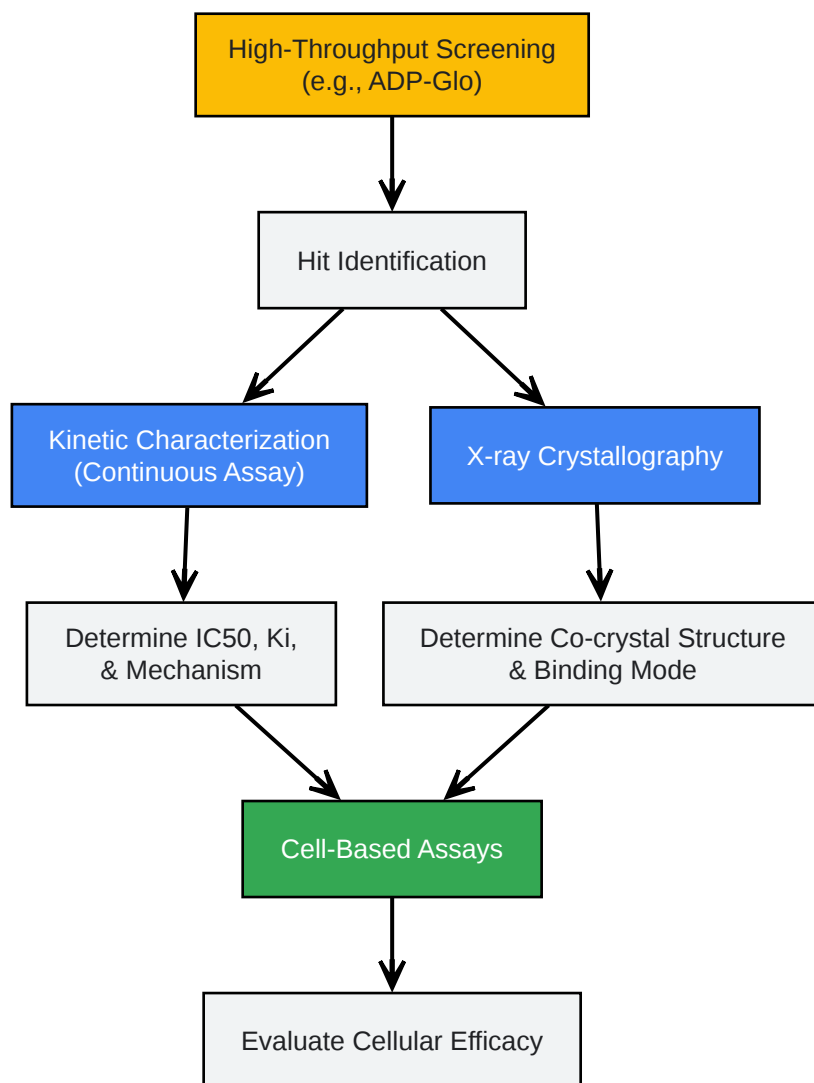 High-Throughput Screening
(e.g., ADP-Glo)
Hit Identification
Kinetic Characterization
(Continuous Assay)
X-ray Crystallography
Determine IC50, Ki,
& Mechanism
Determine Co-crystal Structure
& Binding Mode
Cell-Based Assays
Evaluate Cellular Efficacy